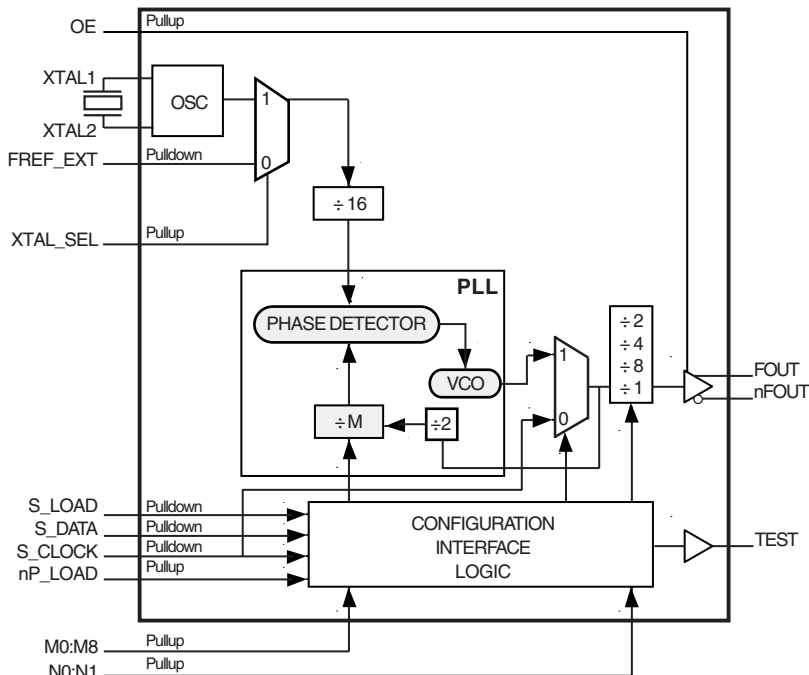 OE Pullup
XTAL1
OSC
XTAL2
1
0
FREF_EXT Pulldown
÷ 16
XTAL_SEL Pullup
PLL
PHASE DETECTOR
VCO
÷ M
÷2
1
0
÷ 2
÷ 4
÷ 8
÷ 1
FOUT
nFOUT
S_LOAD Pulldown
S_DATA Pulldown
S_CLOCK Pulldown
nP_LOAD Pullup
CONFIGURATION
INTERFACE
LOGIC
TEST
M0:M8 Pullup
N0:N1 Pullup